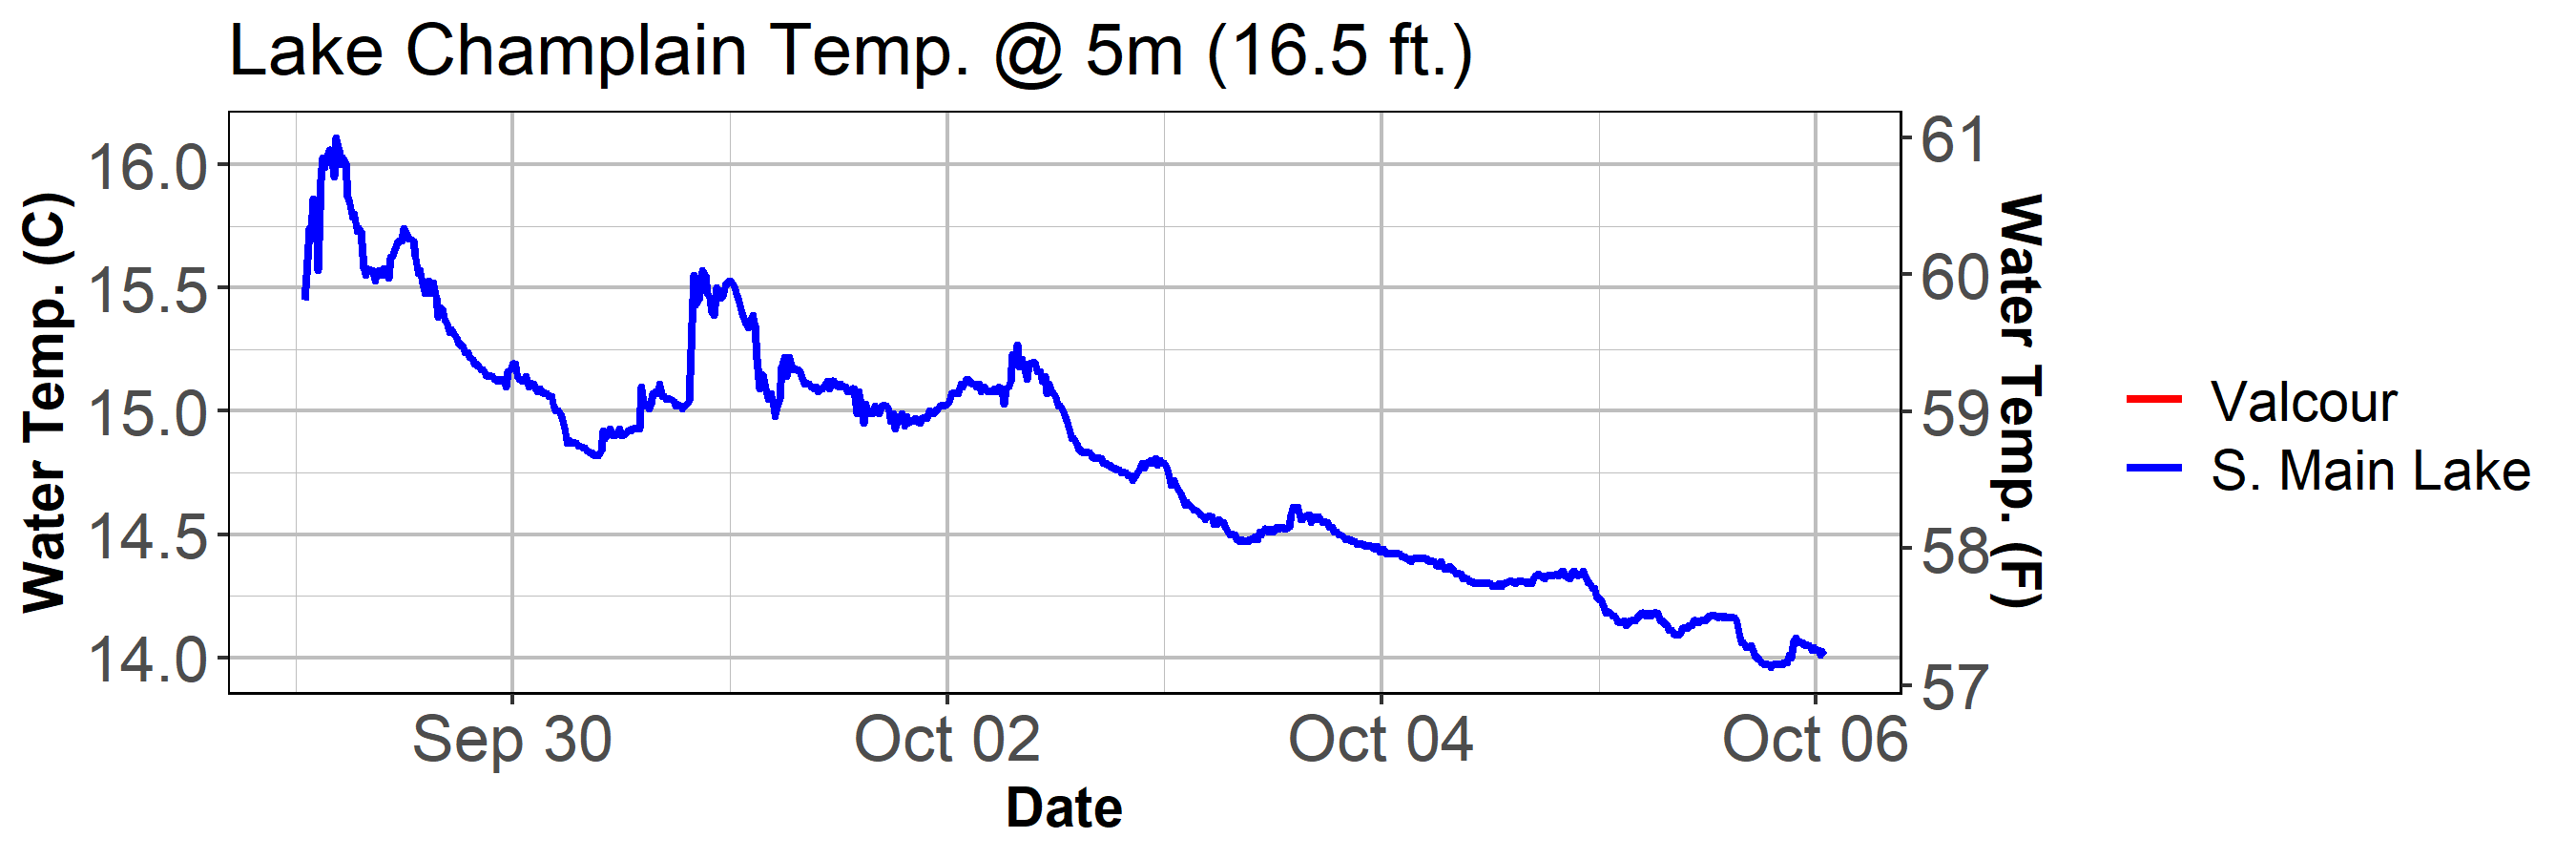 Lake Champlain Temp. @ 5m (16.5 ft.)
Water Temp. (C)
16.0
15.5
15.0
14.5
14.0
61
60
59
58
57
Water Temp. (F)
Sep 30
Oct 02
Oct 04
Oct 06
Date
Valcour
S. Main Lake